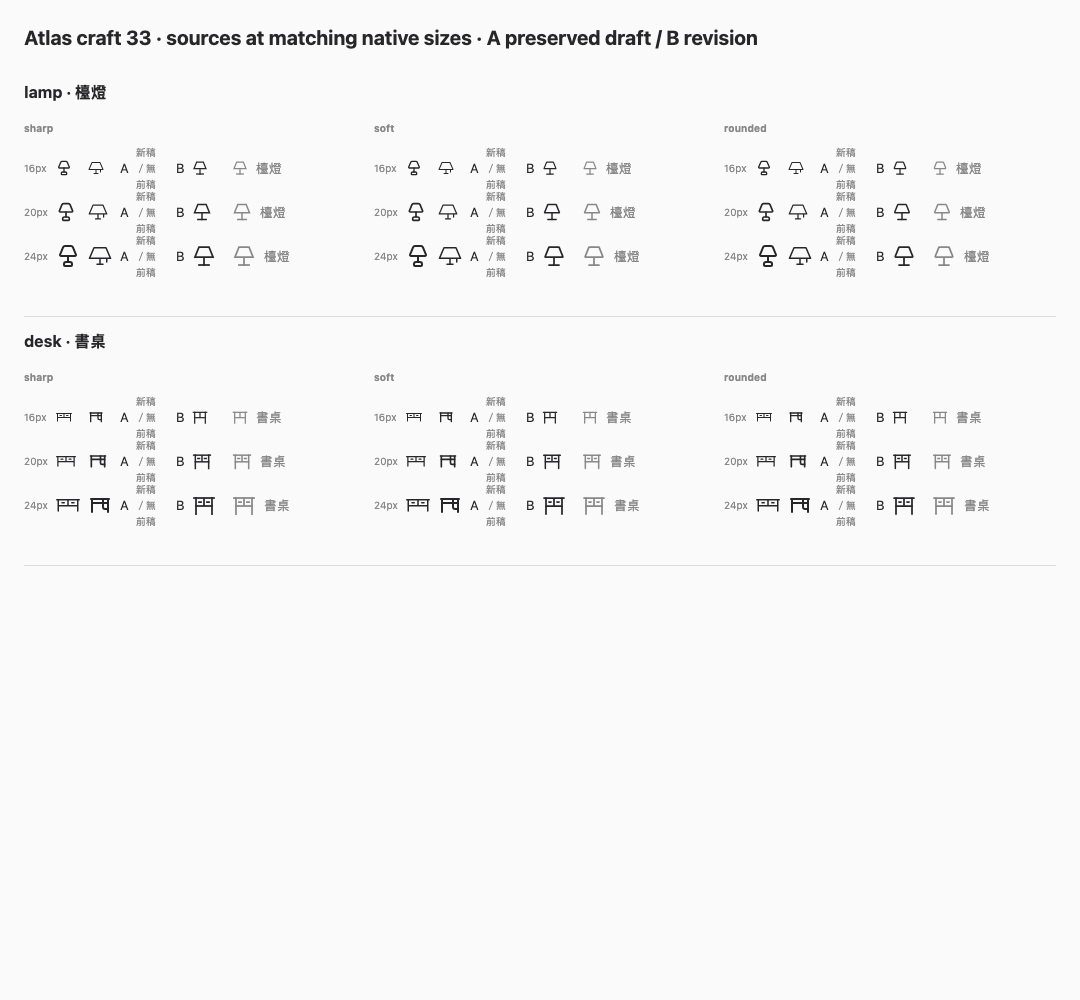 Atlas craft 33 · sources at matching native sizes · A preserved draft / B revision
lamp · 檯燈
sharp
16px A 新稿 / 無前稿 B 檯燈
20px A 新稿 / 無前稿 B 檯燈
24px A 新稿 / 無前稿 B 檯燈
soft
16px A 新稿 / 無前稿 B 檯燈
20px A 新稿 / 無前稿 B 檯燈
24px A 新稿 / 無前稿 B 檯燈
rounded
16px A 新稿 / 無前稿 B 檯燈
20px A 新稿 / 無前稿 B 檯燈
24px A 新稿 / 無前稿 B 檯燈
desk · 書桌
sharp
16px A 新稿 / 無前稿 B 書桌
20px A 新稿 / 無前稿 B 書桌
24px A 新稿 / 無前稿 B 書桌
soft
16px A 新稿 / 無前稿 B 書桌
20px A 新稿 / 無前稿 B 書桌
24px A 新稿 / 無前稿 B 書桌
rounded
16px A 新稿 / 無前稿 B 書桌
20px A 新稿 / 無前稿 B 書桌
24px A 新稿 / 無前稿 B 書桌